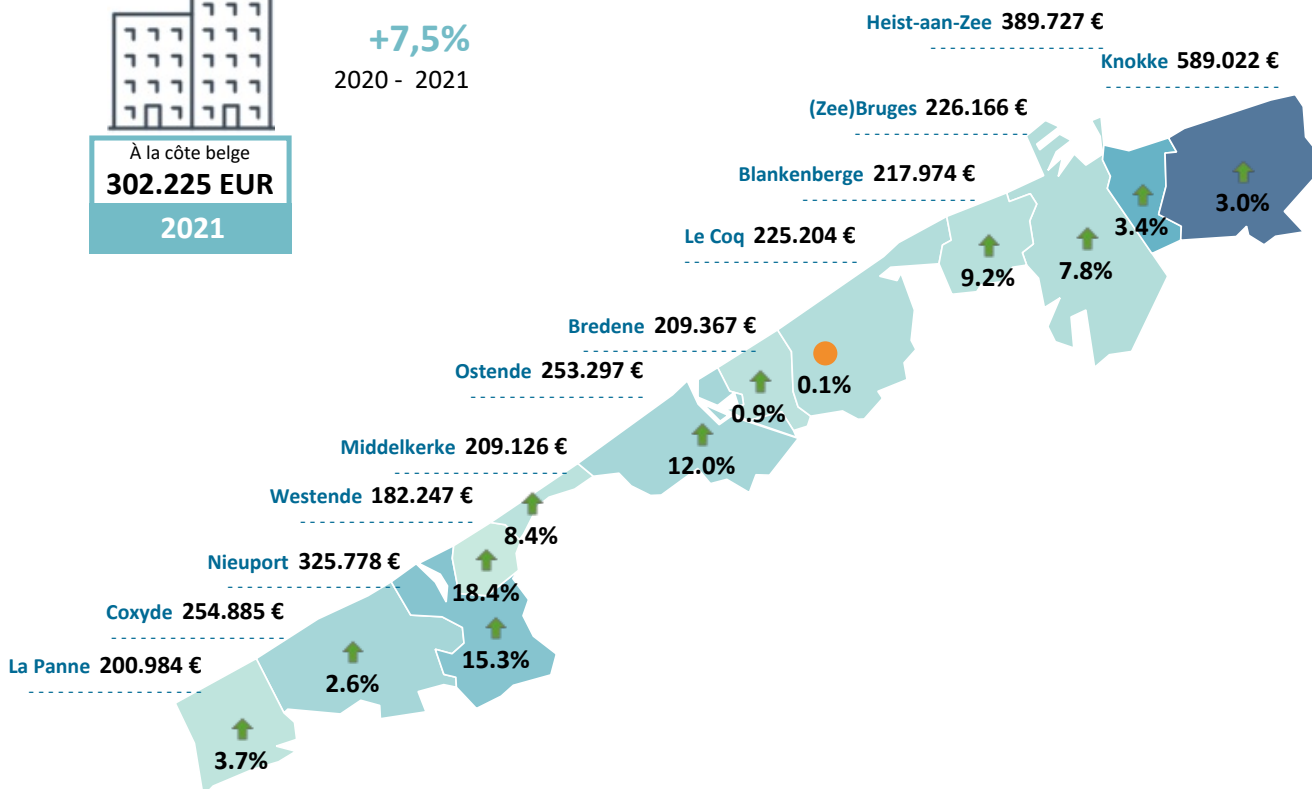 +7,5%
2020 - 2021
À la côte belge
302.225 EUR
2021
Heist-aan-Zee 389.727 €
Knokke 589.022 €
(Zee)Bruges 226.166 €
Blankenberge 217.974 €
Le Coq 225.204 €
Bredene 209.367 €
Ostende 253.297 €
Middelkerke 209.126 €
Westende 182.247 €
Nieuport 325.778 €
Coxyde 254.885 €
La Panne 200.984 €
3.0%
3.4%
7.8%
9.2%
0.1%
0.9%
12.0%
8.4%
18.4%
15.3%
2.6%
3.7%